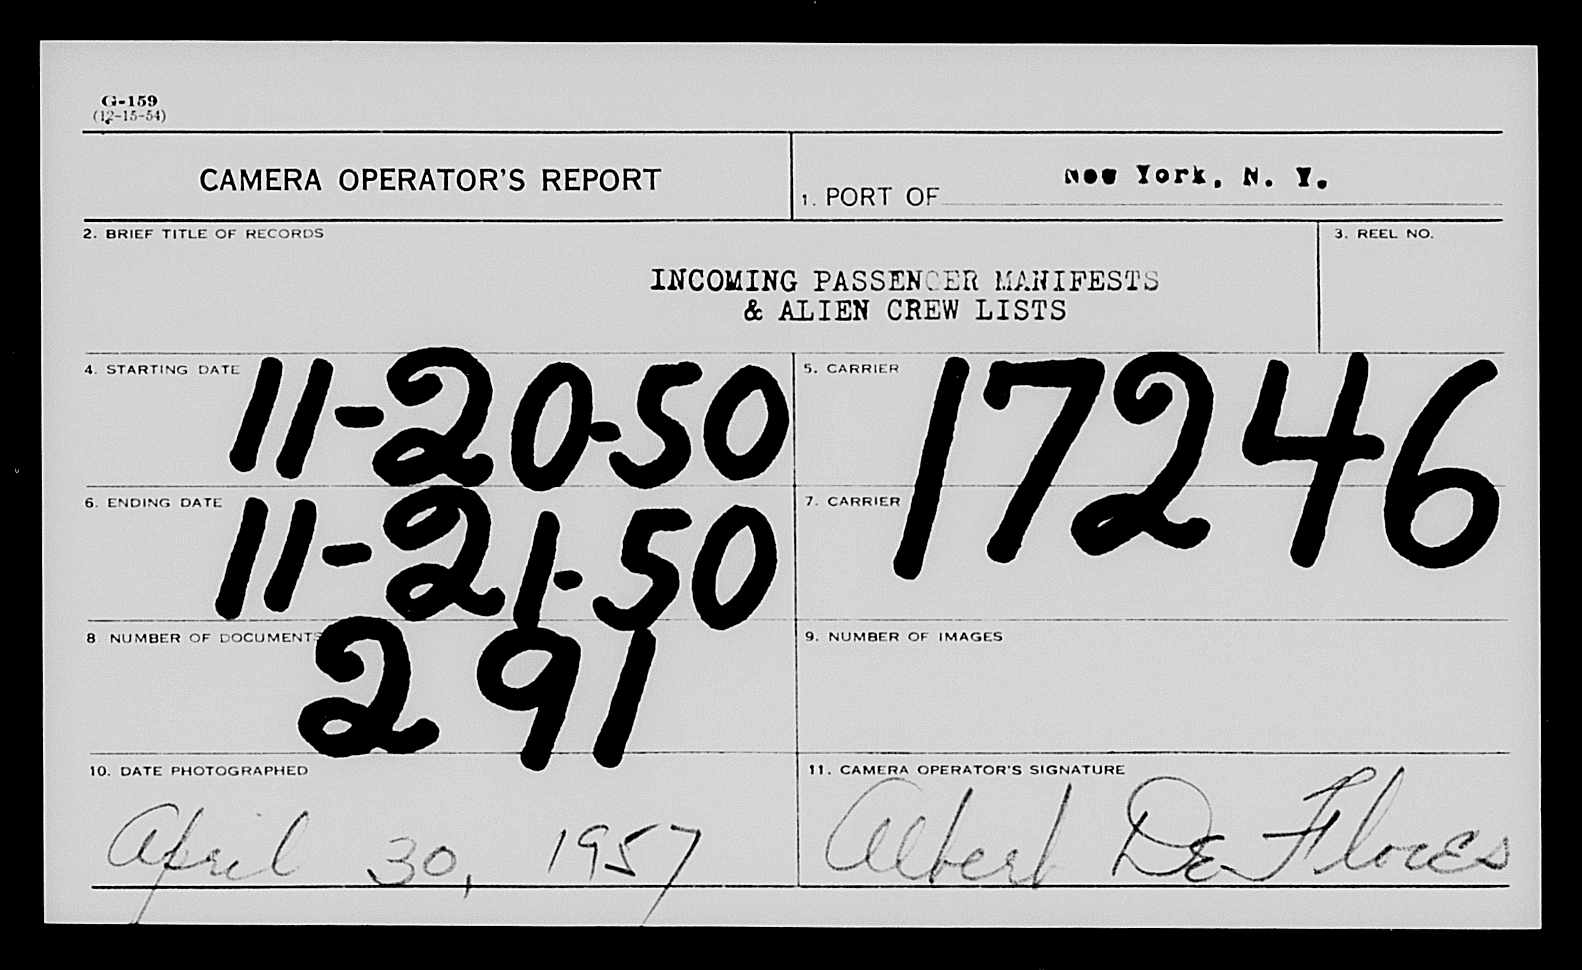 G-159
(12-15-54)
CAMERA OPERATOR'S REPORT
1. PORT OF New York, N. Y.
2. BRIEF TITLE OF RECORDS
3. REEL NO.
INCOMING PASSENGER MANIFESTS
& ALIEN CREW LISTS
4. STARTING DATE 11-20-50
5. CARRIER 17246
6. ENDING DATE 11-21-50
7. CARRIER
8 NUMBER OF DOCUMENTS 291
9. NUMBER OF IMAGES
10. DATE PHOTOGRAPHED
April 30, 1957
11. CAMERA OPERATOR'S SIGNATURE
Albert De Flores